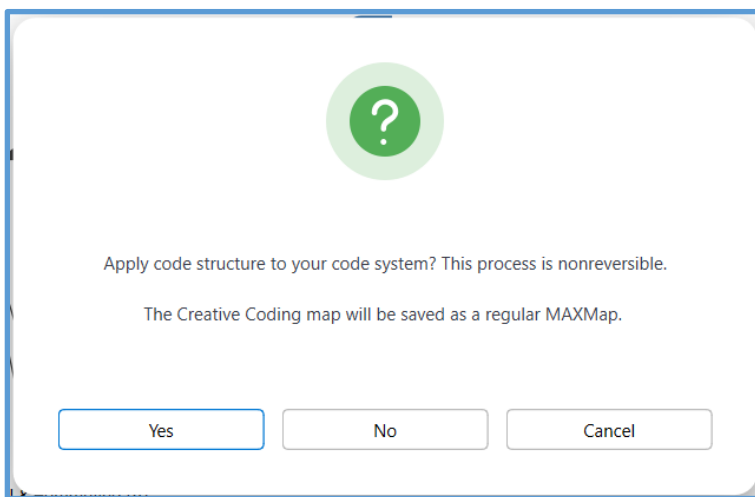 Apply code structure to your code system? This process is nonreversible.
The Creative Coding map will be saved as a regular MAXMap.
Yes
No
Cancel